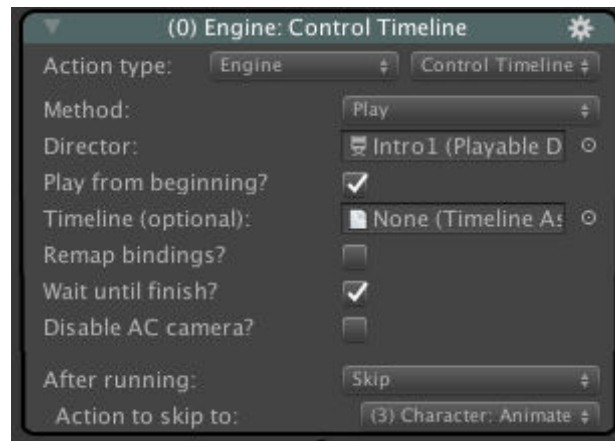 (0) Engine: Control Timeline
Action type: Engine Control Timeline
Method: Play
Director: Intro1 (Playable D
Play from beginning?
Timeline (optional): None (Timeline As
Remap bindings?
Wait until finish?
Disable AC camera?
After running: Skip
Action to skip to: (3) Character: Animate